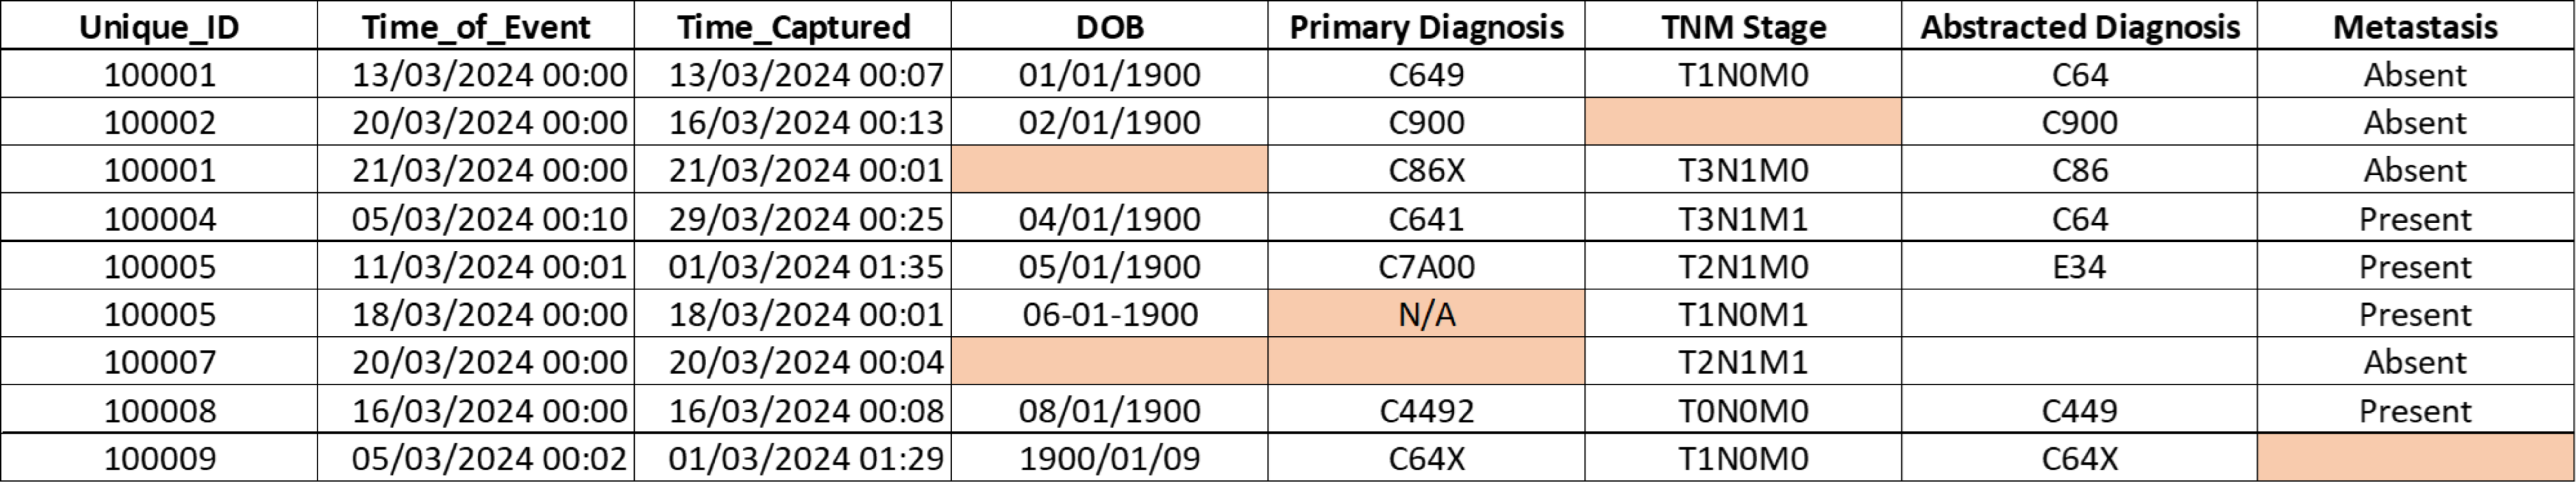 Unique_ID Time_of_Event Time_Captured DOB Primary Diagnosis TNM Stage Abstracted Diagnosis Metastasis
100001 13/03/2024 00:00 13/03/2024 00:07 01/01/1900 C649 T1N0M0 C64 Absent
100002 20/03/2024 00:00 16/03/2024 00:13 02/01/1900 C900 C900 Absent
100001 21/03/2024 00:00 21/03/2024 00:01 C86X T3N1M0 C86 Absent
100004 05/03/2024 00:10 29/03/2024 00:25 04/01/1900 C641 T3N1M1 C64 Present
100005 11/03/2024 00:01 01/03/2024 01:35 05/01/1900 C7A00 T2N1M0 E34 Present
100005 18/03/2024 00:00 18/03/2024 00:01 06-01-1900 N/A T1N0M1 Present
100007 20/03/2024 00:00 20/03/2024 00:04 T2N1M1 Absent
100008 16/03/2024 00:00 16/03/2024 00:08 08/01/1900 C4492 T0N0M0 C449 Present
100009 05/03/2024 00:02 01/03/2024 01:29 1900/01/09 C64X T1N0M0 C64X